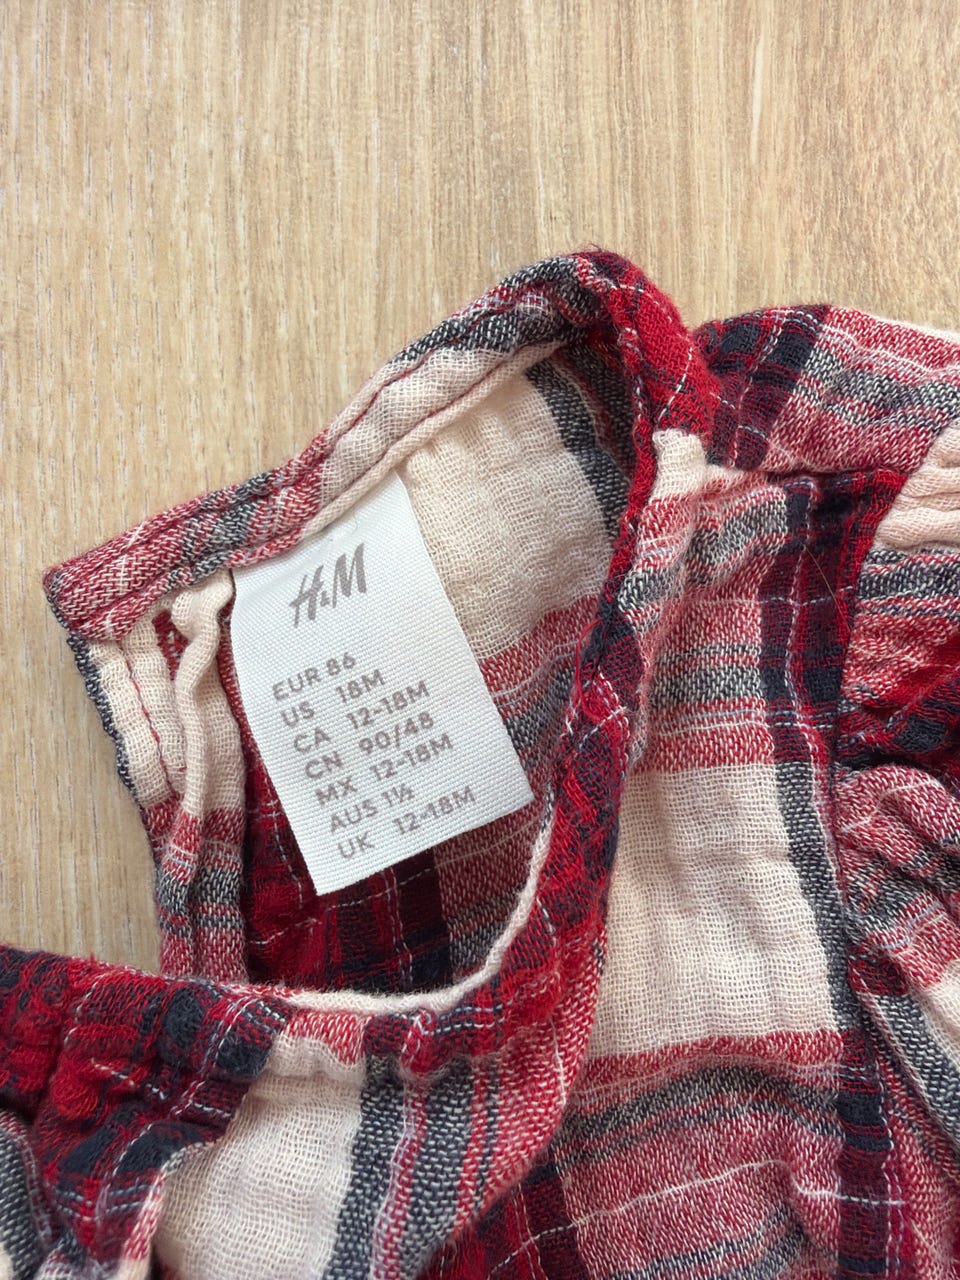 H&M
EUR 86
US 18M
CA 12-18M
CN 90/48
MX 12-18M
AUS 1½
UK 12-18M